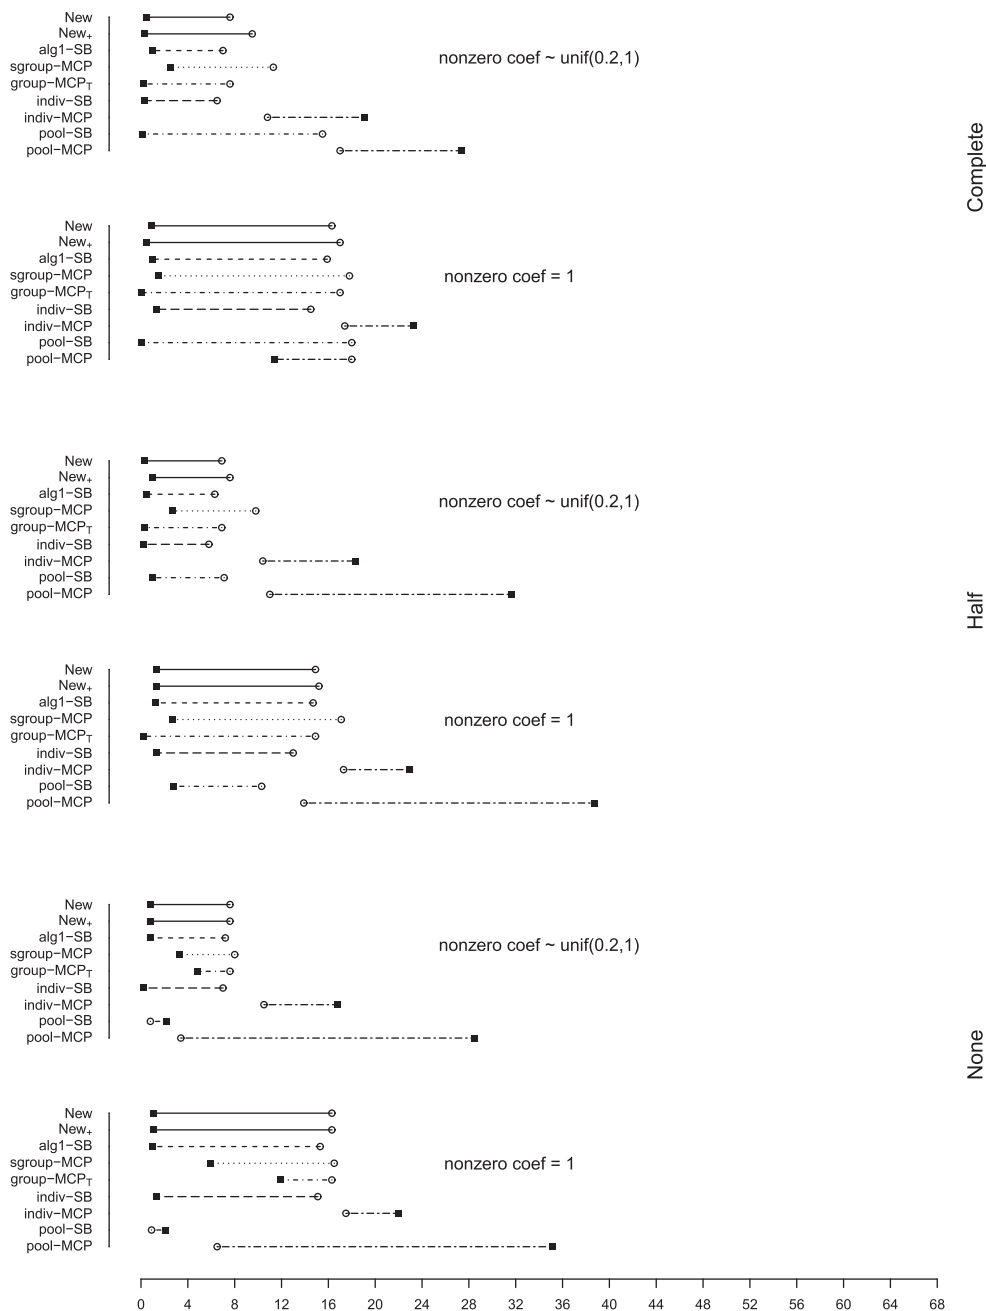 New
New+
alg1−SB
nonzero coef ~ unif(0.2,1)
sgroup−MCP
group−MCPT
indiv−SB
indiv−MCP
pool−SB
pool−MCP
Complete
New
New+
alg1−SB
sgroup−MCP
nonzero coef = 1
group−MCPT
indiv−SB
indiv−MCP
pool−SB
pool−MCP
New
New+
alg1−SB
nonzero coef ~ unif(0.2,1)
sgroup−MCP
group−MCPT
indiv−SB
indiv−MCP
pool−SB
pool−MCP
Half
New
New+
alg1−SB
sgroup−MCP
nonzero coef = 1
group−MCPT
indiv−SB
indiv−MCP
pool−SB
pool−MCP
New
New+
alg1−SB
nonzero coef ~ unif(0.2,1)
sgroup−MCP
group−MCPT
indiv−SB
indiv−MCP
pool−SB
pool−MCP
None
New
New+
alg1−SB
sgroup−MCP
nonzero coef = 1
group−MCPT
indiv−SB
indiv−MCP
pool−SB
pool−MCP
0 4 8 12 16 20 24 28 32 36 40 44 48 52 56 60 64 68